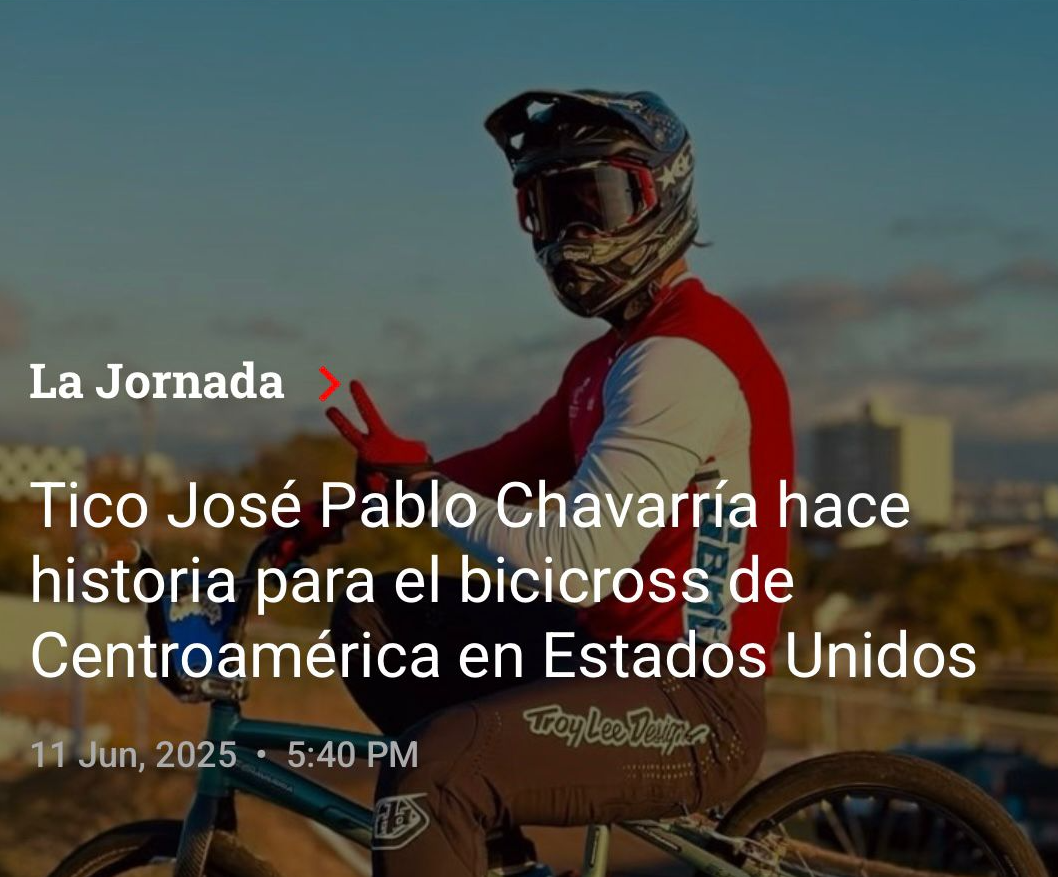 La Jornada
Tico José Pablo Chavarría hace
historia para el bicicross de
Centroamérica en Estados Unidos
11 Jun, 2025 • 5:40 PM
Troy Lee Designs